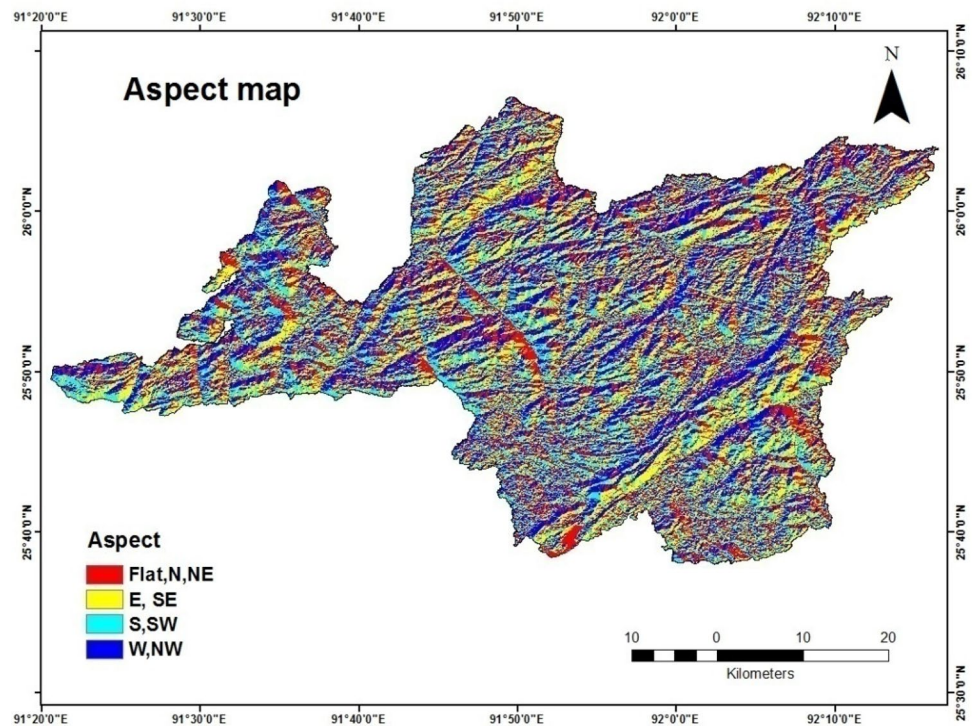 91°20'0"E 91°30'0"E 91°40'0"E 91°50'0"E 92°0'0"E 92°10'0"E
Aspect map
N
26°10'0"N
26°0'0"N
26°0'0"N
25°50'0"N
25°50'0"N
25°40'0"N
25°40'0"N
25°30'0"N
Aspect
Flat,N,NE
E, SE
S,SW
W,NW
10 0 10 20
Kilometers
91°20'0"E 91°30'0"E 91°40'0"E 91°50'0"E 92°0'0"E 92°10'0"E